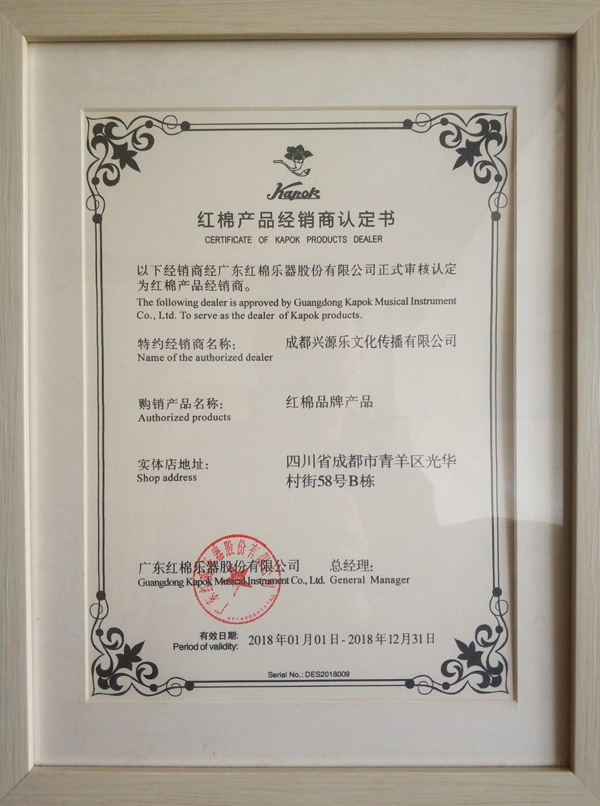 Kapok
红棉产品经销商认定书
CERTIFICATE OF KAPOK PRODUCTS DEALER
以下经销商经广东红棉乐器股份有限公司正式审核认定
为红棉产品经销商。
The following dealer is approved by Guangdong Kapok Musical Instrument
Co., Ltd. To serve as the dealer of Kapok products.
特约经销商名称: 成都兴源乐文化传播有限公司
Name of the authorized dealer
购销产品名称: 红棉品牌产品
Authorized products
实体店地址: 四川省成都市青羊区光华
Shop address 村街58号B栋
广东红棉乐器股份有限公司 总经理:
Guangdong Kapok Musical Instrument Co., Ltd. General Manager
有效日期: 2018年01月01日-2018年12月31日
Period of validity:
Serial No.: DES2018009